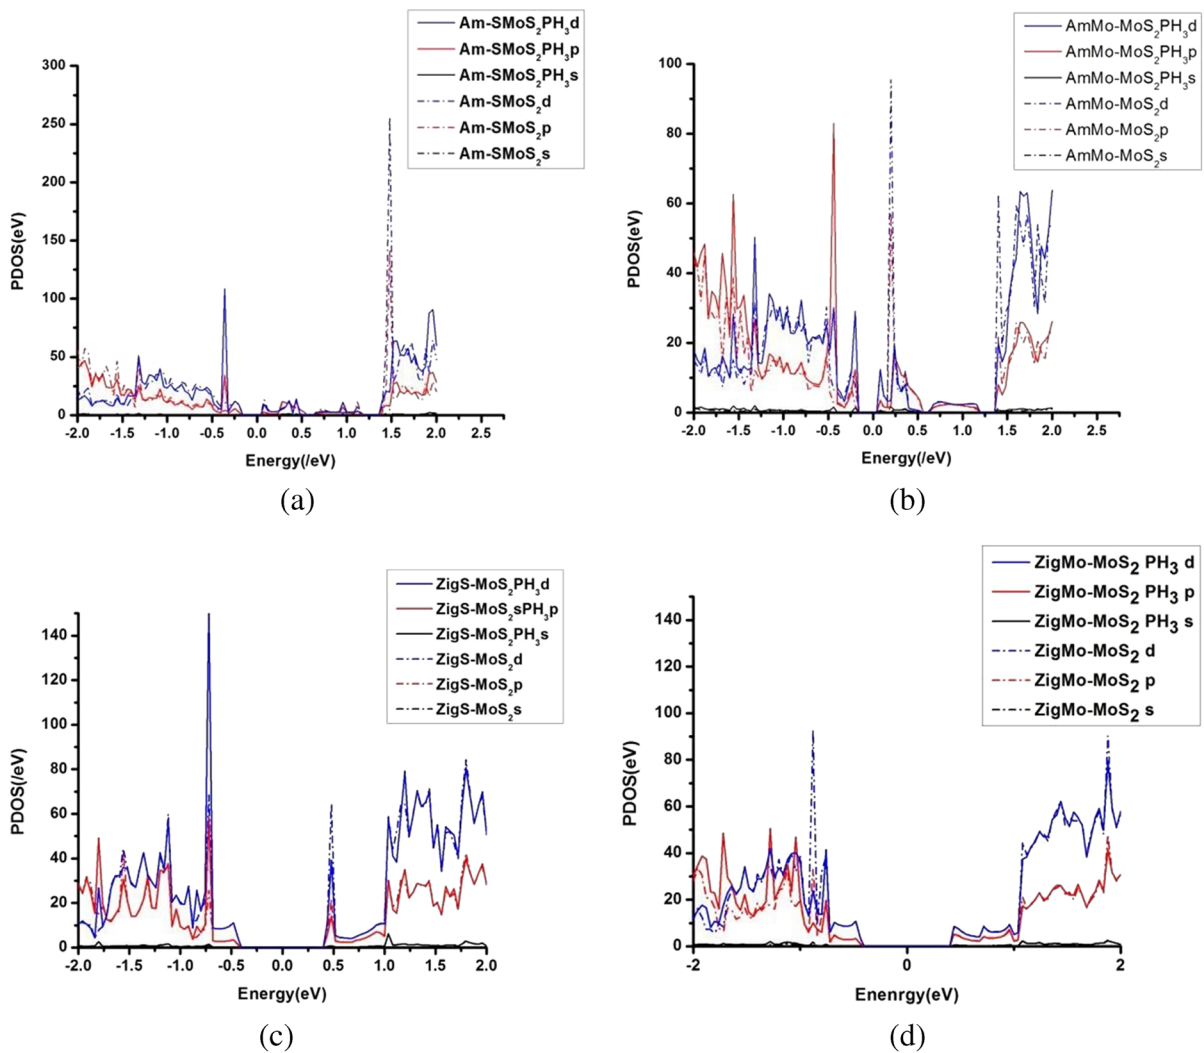 Am-SMoS2PH3d
Am-SMoS2PH3p
Am-SMoS2PH3s
Am-SMoS2d
Am-SMoS2p
Am-SMoS2s
300
250
200
150
100
50
0
PDOS(eV)
-2.0 -1.5 -1.0 -0.5 0.0 0.5 1.0 1.5 2.0 2.5
Energy(/eV)
(a)
AmMo-MoS2PH3d
AmMo-MoS2PH3p
AmMo-MoS2PH3s
AmMo-MoS2d
AmMo-MoS2p
AmMo-MoS2s
100
80
60
40
20
0
PDOS(eV)
-2.0 -1.5 -1.0 -0.5 0.0 0.5 1.0 1.5 2.0 2.5
Energy(/eV)
(b)
ZigS-MoS2PH3d
ZigS-MoS2sPH3p
ZigS-MoS2PH3s
ZigS-MoS2d
ZigS-MoS2p
ZigS-MoS2s
140
120
100
80
60
40
20
0
PDOS(/eV)
-2.0 -1.5 -1.0 -0.5 0.0 0.5 1.0 1.5 2.0
Energy(eV)
(c)
ZigMo-MoS2 PH3 d
ZigMo-MoS2 PH3 p
ZigMo-MoS2 PH3 s
ZigMo-MoS2 d
ZigMo-MoS2 p
ZigMo-MoS2 s
140
120
100
80
60
40
20
0
PDOS(eV)
-2 0 2
Enenrgy(eV)
(d)